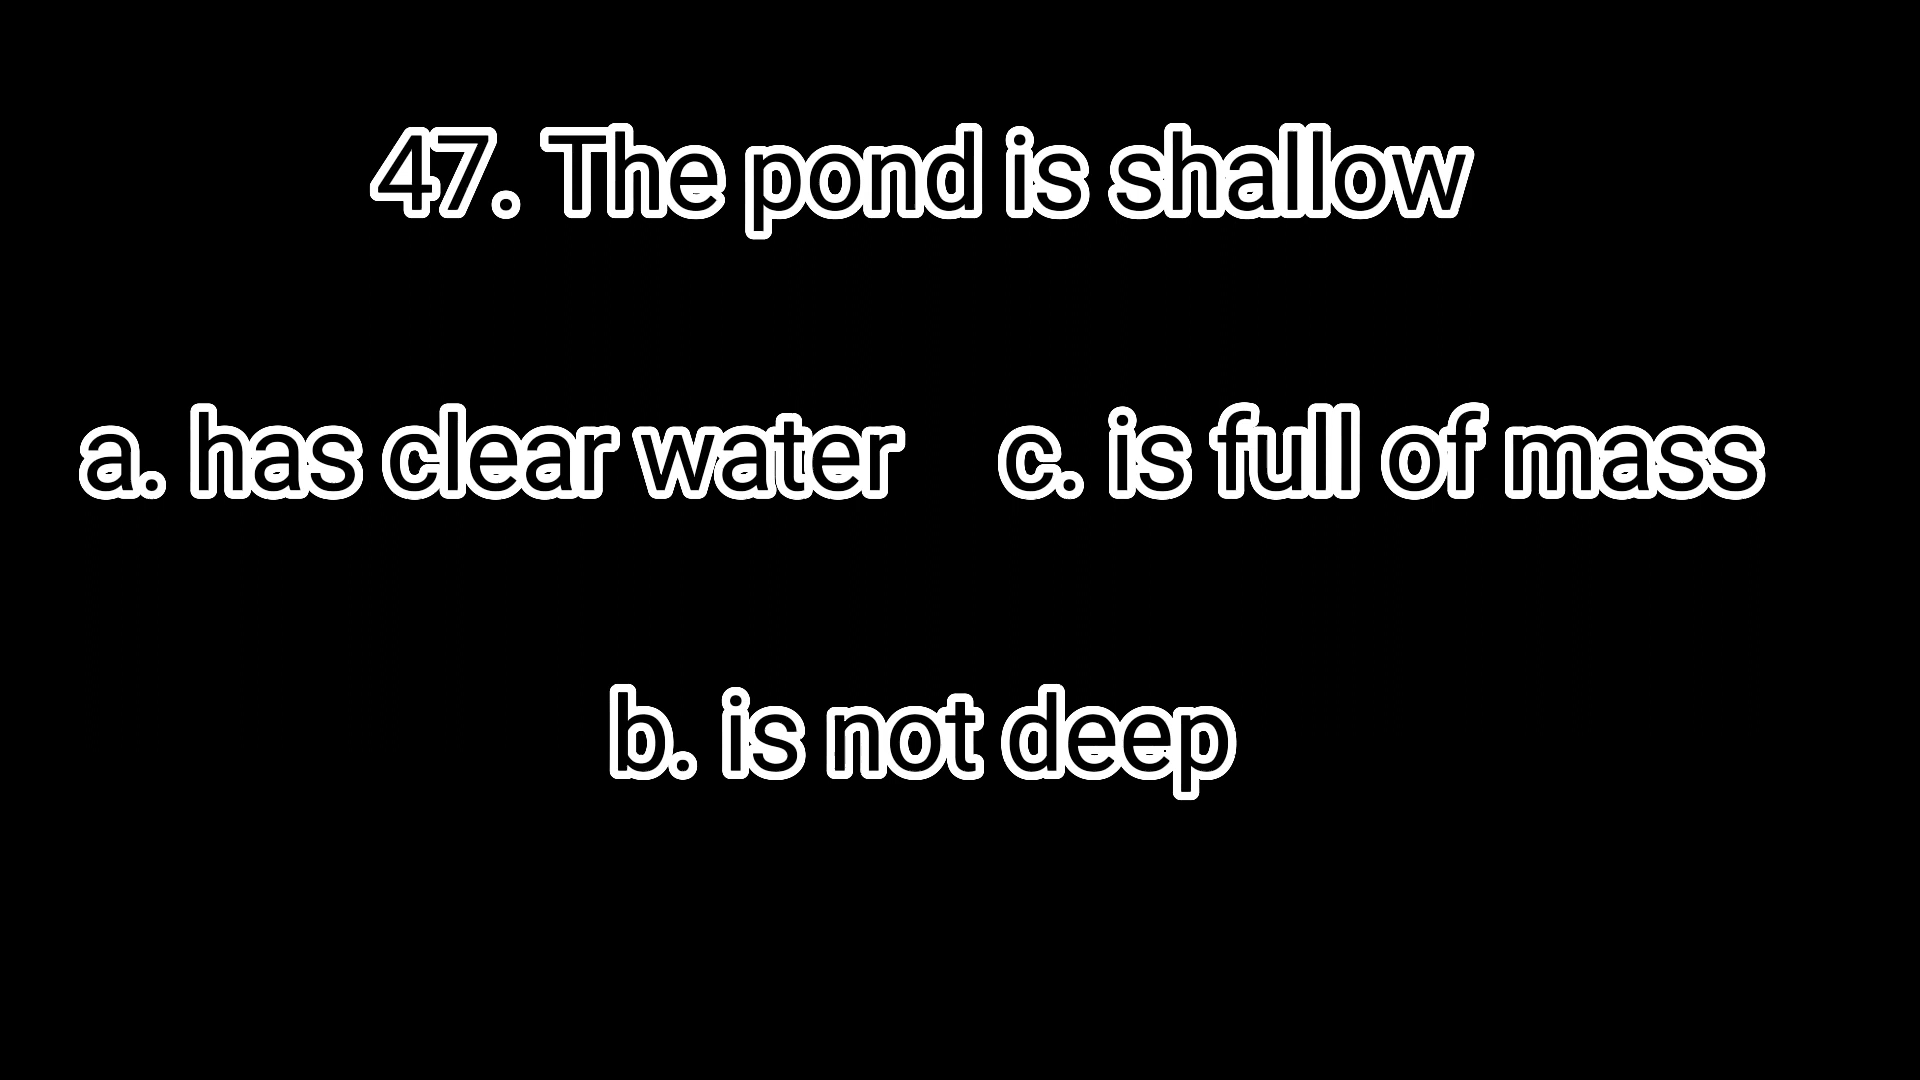 47. The pond is shallow
a. has clear water    c. is full of mass
b. is not deep